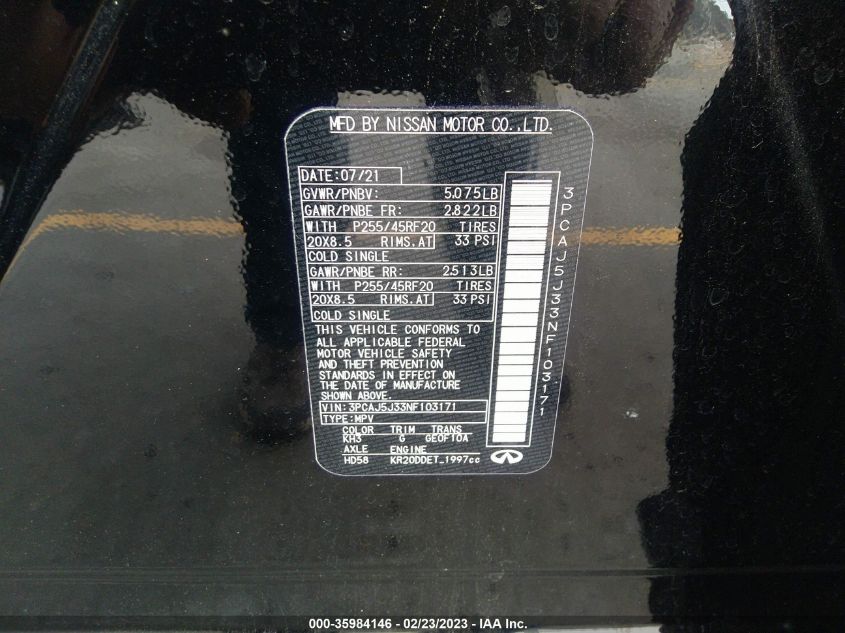 MFD BY NISSAN MOTOR CO.,LTD.
DATE:07/21
GVWR/PNBV: 5,075LB
GAWR/PNBE FR: 2,822LB
WITH P255/45RF20 TIRES
20X8.5 RIMS.AT 33 PSI
COLD SINGLE
GAWR/PNBE RR: 2,513LB
WITH P255/45RF20 TIRES
20X8.5 RIMS.AT 33 PSI
COLD SINGLE
THIS VEHICLE CONFORMS TO
ALL APPLICABLE FEDERAL
MOTOR VEHICLE SAFETY
AND THEFT PREVENTION
STANDARDS IN EFFECT ON
THE DATE OF MANUFACTURE
SHOWN ABOVE.
VIN:3PCAJ5J33NF103171
TYPE:MPV
COLOR TRIM TRANS
KH3 G GEOF10A
AXLE ENGINE
HD58 KR20DDET_1997cc
3PCAJ5J33NF103171
000-35984146 - 02/23/2023 - IAA Inc.